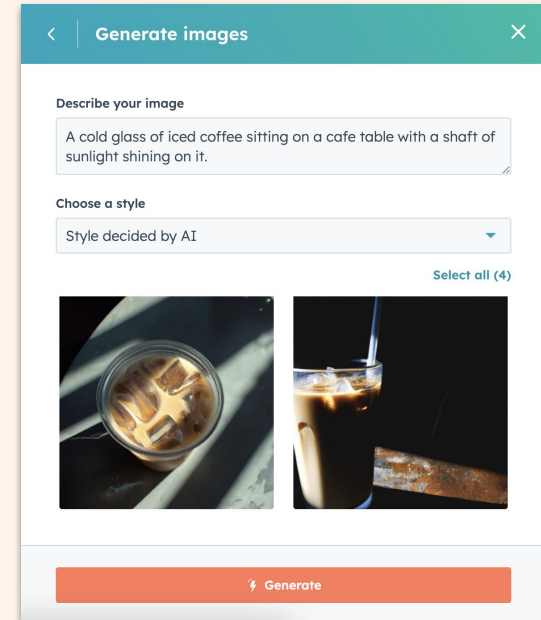 Generate images
Describe your image
A cold glass of iced coffee sitting on a cafe table with a shaft of
sunlight shining on it.
Choose a style
Style decided by AI
Select all (4)
Generate